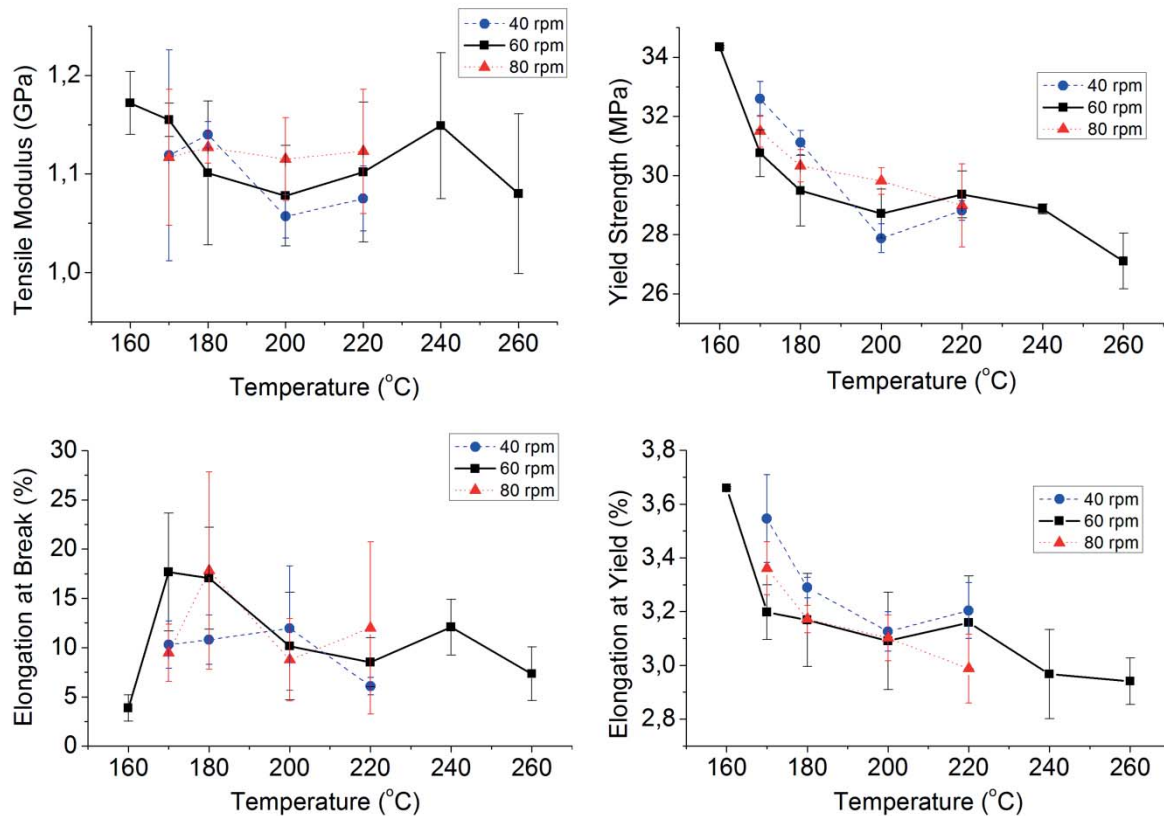 Tensile Modulus (GPa)
1,2
1,1
1,0
40 rpm
60 rpm
80 rpm
160 180 200 220 240 260
Temperature (°C)
Yield Strength (MPa)
34
32
30
28
26
40 rpm
60 rpm
80 rpm
160 180 200 220 240 260
Temperature (°C)
Elongation at Break (%)
30
25
20
15
10
5
0
40 rpm
60 rpm
80 rpm
160 180 200 220 240 260
Temperature (°C)
Elongation at Yield (%)
3,8
3,6
3,4
3,2
3,0
2,8
40 rpm
60 rpm
80 rpm
160 180 200 220 240 260
Temperature (°C)